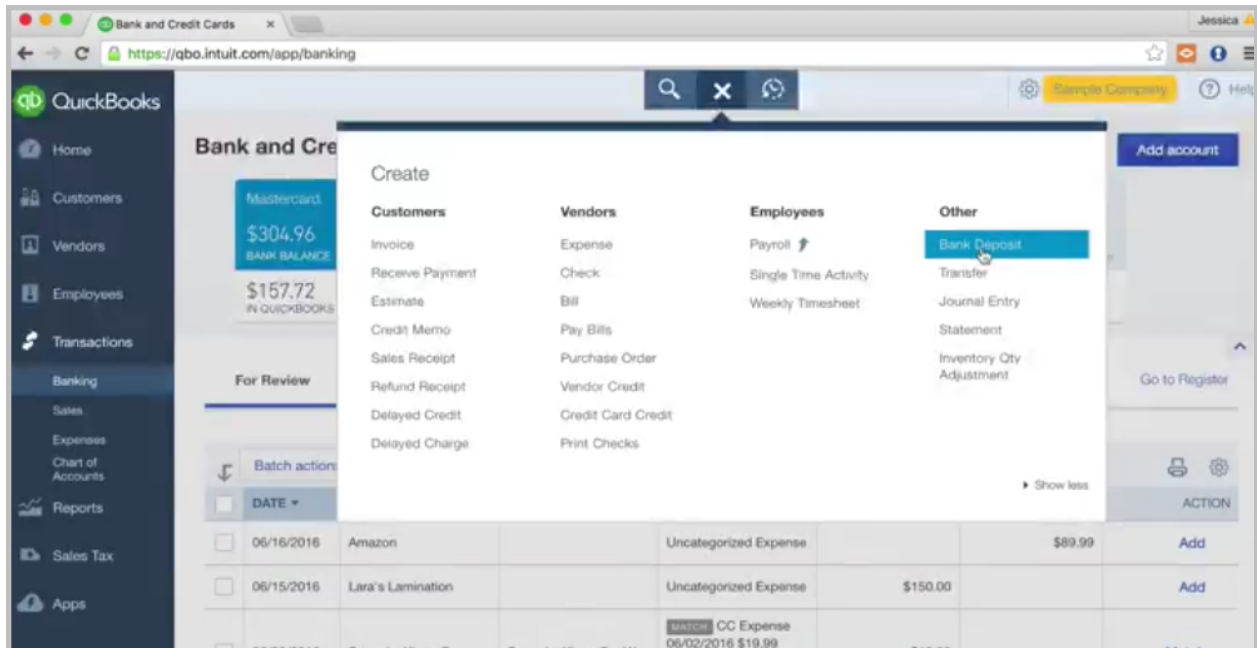 Bank and Credit Cards
Jessica
https://qbo.intuit.com/app/banking
qb QuickBooks
Sample Company
? Help
Home
Customers
Vendors
Employees
Transactions
Banking
Sales
Expenses
Chart of
Accounts
Reports
Sales Tax
Apps
Bank and Cre
Add account
Mastercard
$304.96
BANK BALANCE
$157.72
IN QUICKBOOKS
Create
Customers
Invoice
Receive Payment
Estimate
Credit Memo
Sales Receipt
Refund Receipt
Delayed Credit
Delayed Charge
Vendors
Expense
Check
Bill
Pay Bills
Purchase Order
Vendor Credit
Credit Card Credit
Print Checks
Employees
Payroll
Single Time Activity
Weekly Timesheet
Other
Bank Deposit
Transfer
Journal Entry
Statement
Inventory Qty
Adjustment
Show less
For Review
Go to Register
Batch action
DATE ACTION
06/16/2016 Amazon Uncategorized Expense $89.99 Add
06/15/2016 Lara's Lamination Uncategorized Expense $150.00 Add
MATCH CC Expense
06/02/2016 $19.99